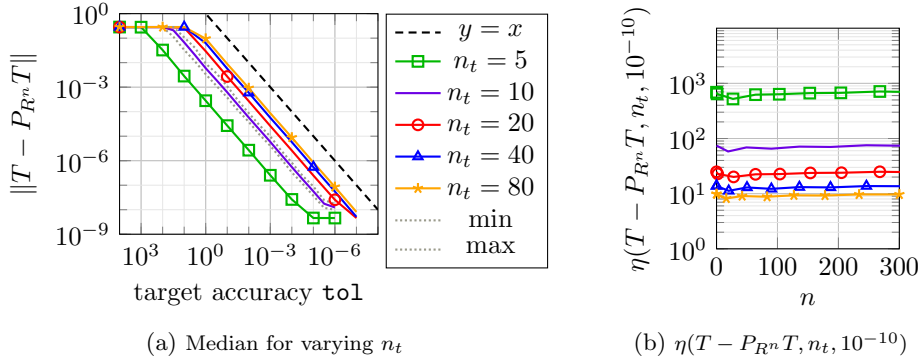 ‖T − P_{R^n}T‖
10^0
10^{−3}
10^{−6}
10^{−9}
10^3
10^0
10^{−3}
10^{−6}
target accuracy tol
y = x
n_t = 5
n_t = 10
n_t = 20
n_t = 40
n_t = 80
min
max
(a) Median for varying n_t
η(T − P_{R^n}T, n_t, 10^{−10})
10^3
10^2
10^1
10^0
0
100
200
300
n
(b) η(T − P_{R^n}T, n_t, 10^{−10})